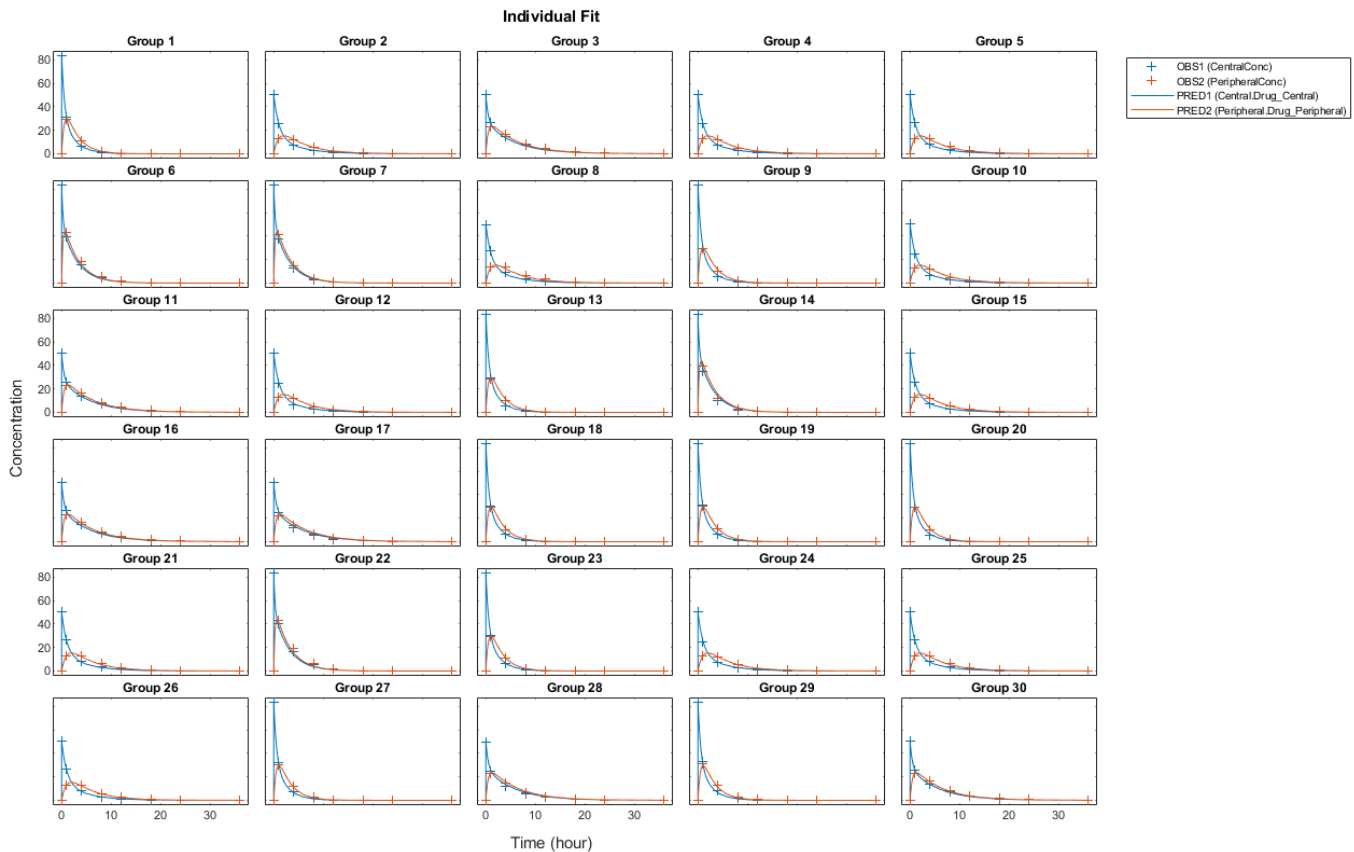 Individual Fit
Group 1 Group 2 Group 3 Group 4 Group 5
80
60
40
20
0
OBS1 (CentralConc)
OBS2 (PeripheralConc)
PRED1 (Central.Drug_Central)
PRED2 (Peripheral.Drug_Peripheral)
Group 6 Group 7 Group 8 Group 9 Group 10
Group 11 Group 12 Group 13 Group 14 Group 15
80
60
40
20
0
Concentration
Group 16 Group 17 Group 18 Group 19 Group 20
Group 21 Group 22 Group 23 Group 24 Group 25
80
60
40
20
0
Group 26 Group 27 Group 28 Group 29 Group 30
0 10 20 30 0 10 20 30 0 10 20 30
Time (hour)